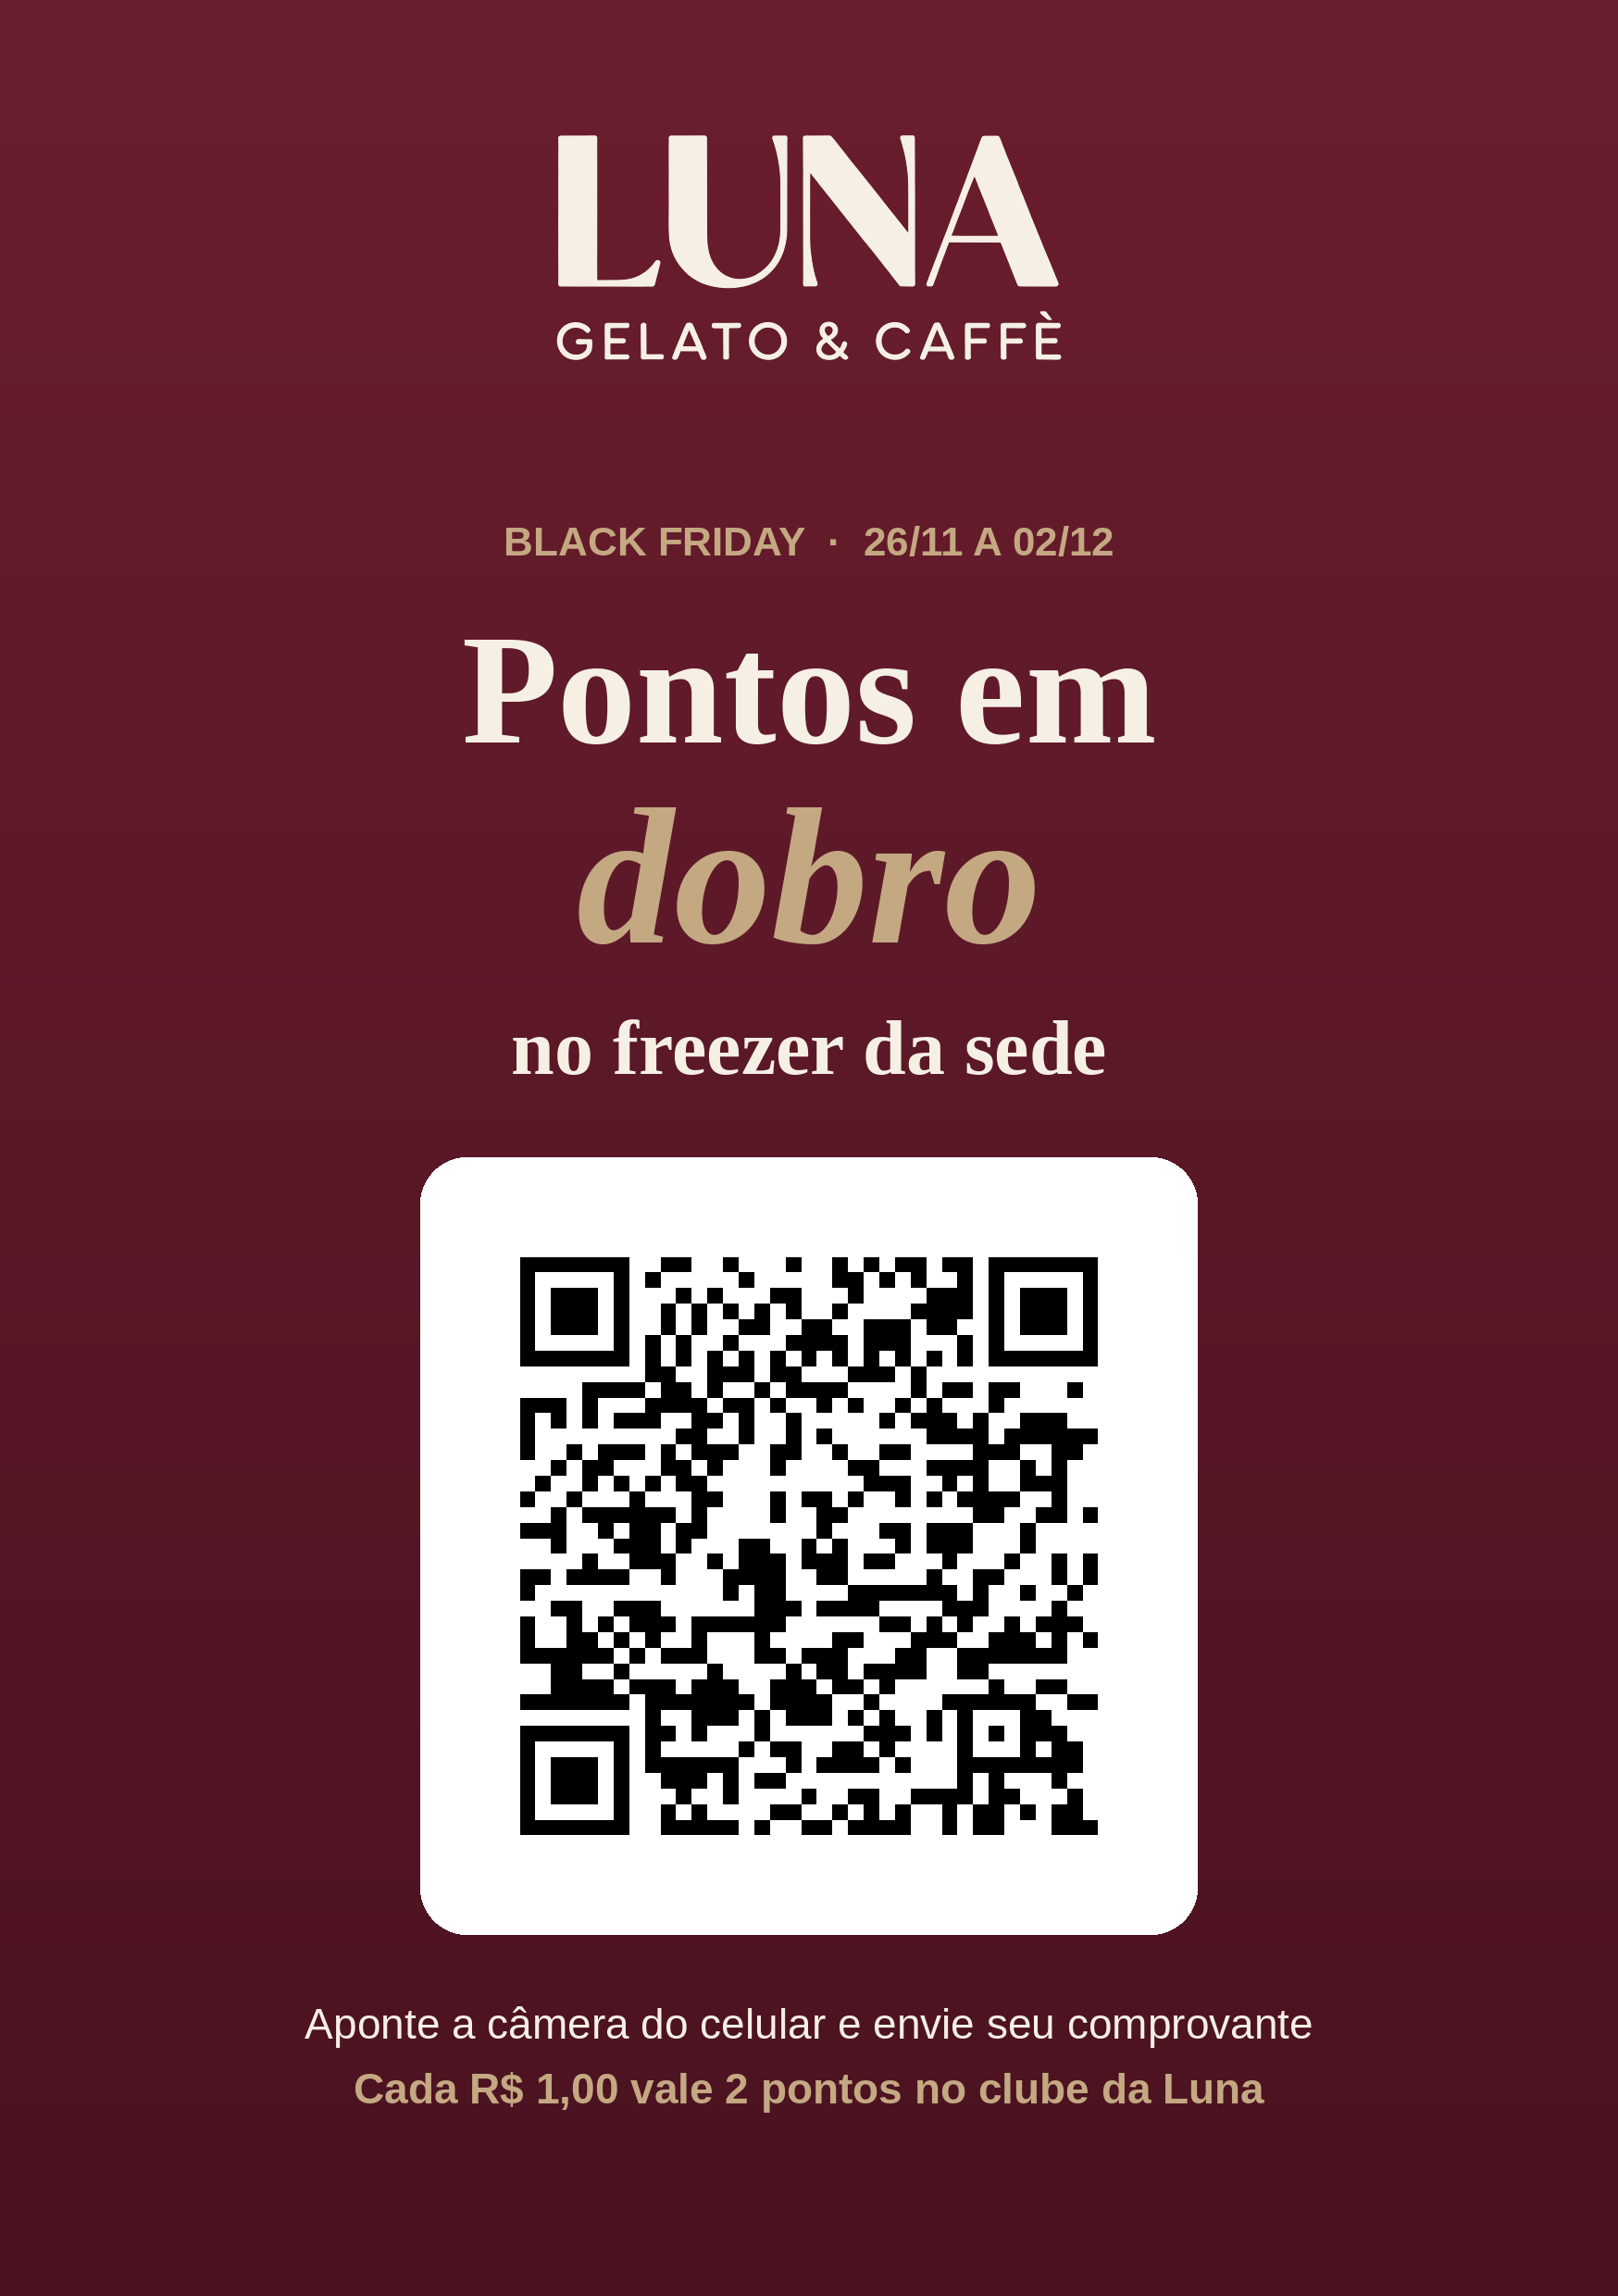 LUNA
GELATO & CAFFÈ
BLACK FRIDAY · 26/11 A 02/12
Pontos em
dobro
no freezer da sede
Aponte a câmera do celular e envie seu comprovante
Cada R$ 1,00 vale 2 pontos no clube da Luna